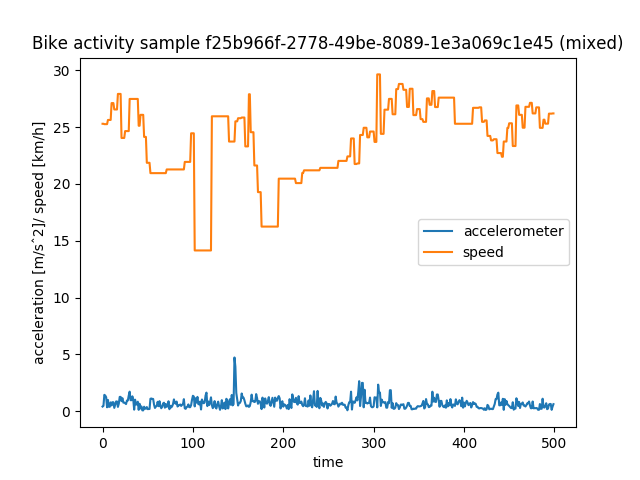 Bike activity sample f25b966f-2778-49be-8089-1e3a069c1e45 (mixed)
acceleration [m/s^2]/ speed [km/h]
30
25
20
15
10
5
0
accelerometer
speed
0 100 200 300 400 500
time